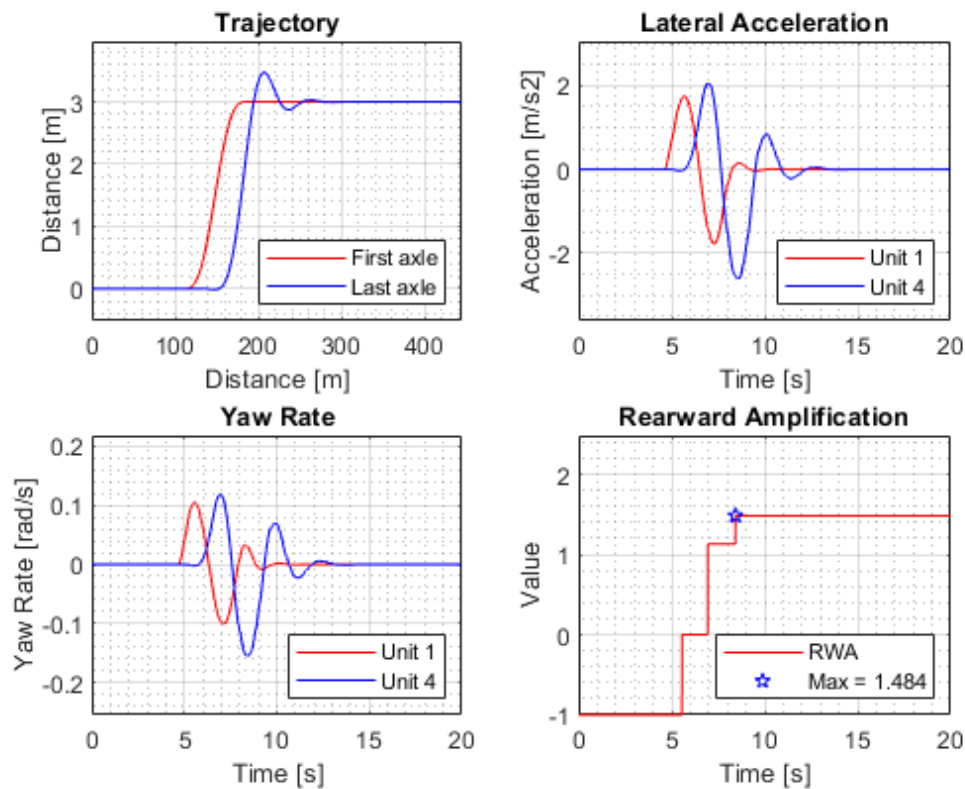 Trajectory
Distance [m]
3
2
1
0
0 100 200 300 400
Distance [m]
First axle
Last axle
Lateral Acceleration
Acceleration [m/s2]
2
0
-2
0 5 10 15 20
Time [s]
Unit 1
Unit 4
Yaw Rate
Yaw Rate [rad/s]
0.2
0.1
0
-0.1
-0.2
0 5 10 15 20
Time [s]
Unit 1
Unit 4
Rearward Amplification
Value
2
1
0
-1
0 5 10 15 20
Time [s]
RWA
Max = 1.484